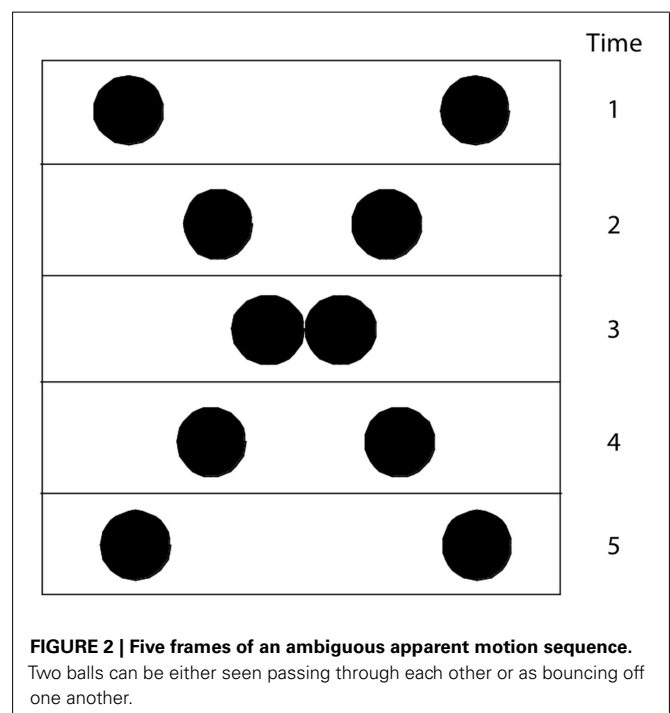 Time
1
2
3
4
5
FIGURE 2 | Five frames of an ambiguous apparent motion sequence.
Two balls can be either seen passing through each other or as bouncing off
one another.